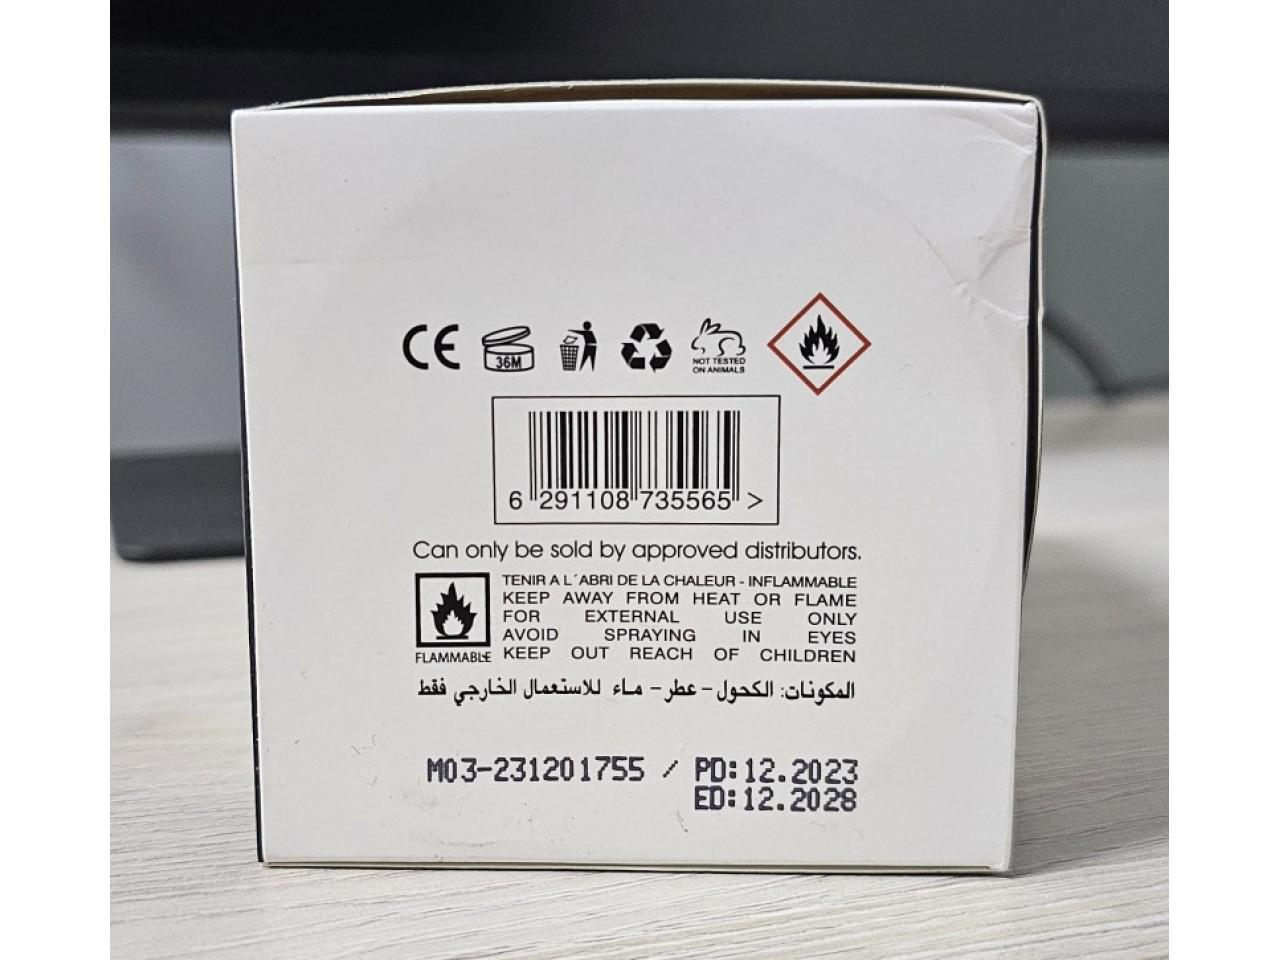 CE
36M
NOT TESTED
ON ANIMALS
6 291108 735565 >
Can only be sold by approved distributors.
TENIR A L´ABRI DE LA CHALEUR - INFLAMMABLE
KEEP AWAY FROM HEAT OR FLAME
FOR EXTERNAL USE ONLY
AVOID SPRAYING IN EYES
KEEP OUT REACH OF CHILDREN
FLAMMABLE
المكونات: الكحول - عطر - ماء للاستعمال الخارجي فقط
M03-231201755 / PD:12.2023
ED:12.2028